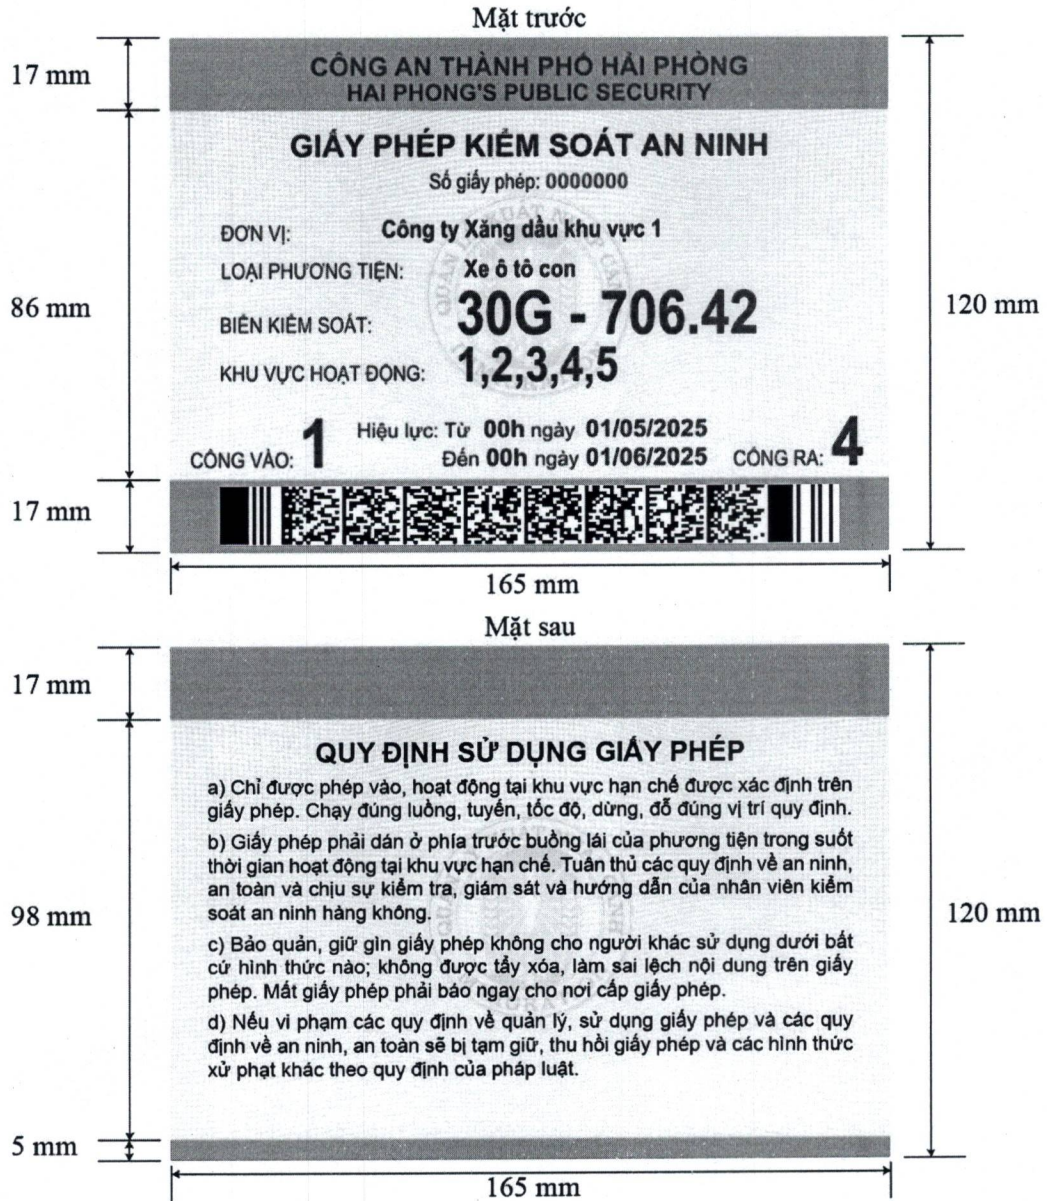 Mặt trước
17 mm
CÔNG AN THÀNH PHỐ HẢI PHÒNG
HAI PHONG'S PUBLIC SECURITY
GIẤY PHÉP KIỂM SOÁT AN NINH
Số giấy phép: 0000000
ĐƠN VỊ: Công ty Xăng dầu khu vực 1
LOẠI PHƯƠNG TIỆN: Xe ô tô con
86 mm
BIỂN KIỂM SOÁT: 30G - 706.42
120 mm
KHU VỰC HOẠT ĐỘNG: 1,2,3,4,5
Hiệu lực: Từ 00h ngày 01/05/2025
CỔNG VÀO: 1 Đến 00h ngày 01/06/2025 CỔNG RA: 4
17 mm
165 mm
Mặt sau
17 mm
QUY ĐỊNH SỬ DỤNG GIẤY PHÉP
a) Chỉ được phép vào, hoạt động tại khu vực hạn chế được xác định trên
giấy phép. Chạy đúng luồng, tuyến, tốc độ, dừng, đỗ đúng vị trí quy định.
b) Giấy phép phải dán ở phía trước buồng lái của phương tiện trong suốt
thời gian hoạt động tại khu vực hạn chế. Tuân thủ các quy định về an ninh,
an toàn và chịu sự kiểm tra, giám sát và hướng dẫn của nhân viên kiểm
soát an ninh hàng không.
98 mm
120 mm
c) Bảo quản, giữ gìn giấy phép không cho người khác sử dụng dưới bất
cứ hình thức nào; không được tẩy xóa, làm sai lệch nội dung trên giấy
phép. Mất giấy phép phải báo ngay cho nơi cấp giấy phép.
d) Nếu vi phạm các quy định về quản lý, sử dụng giấy phép và các quy
định về an ninh, an toàn sẽ bị tạm giữ, thu hồi giấy phép và các hình thức
xử phạt khác theo quy định của pháp luật.
5 mm
165 mm